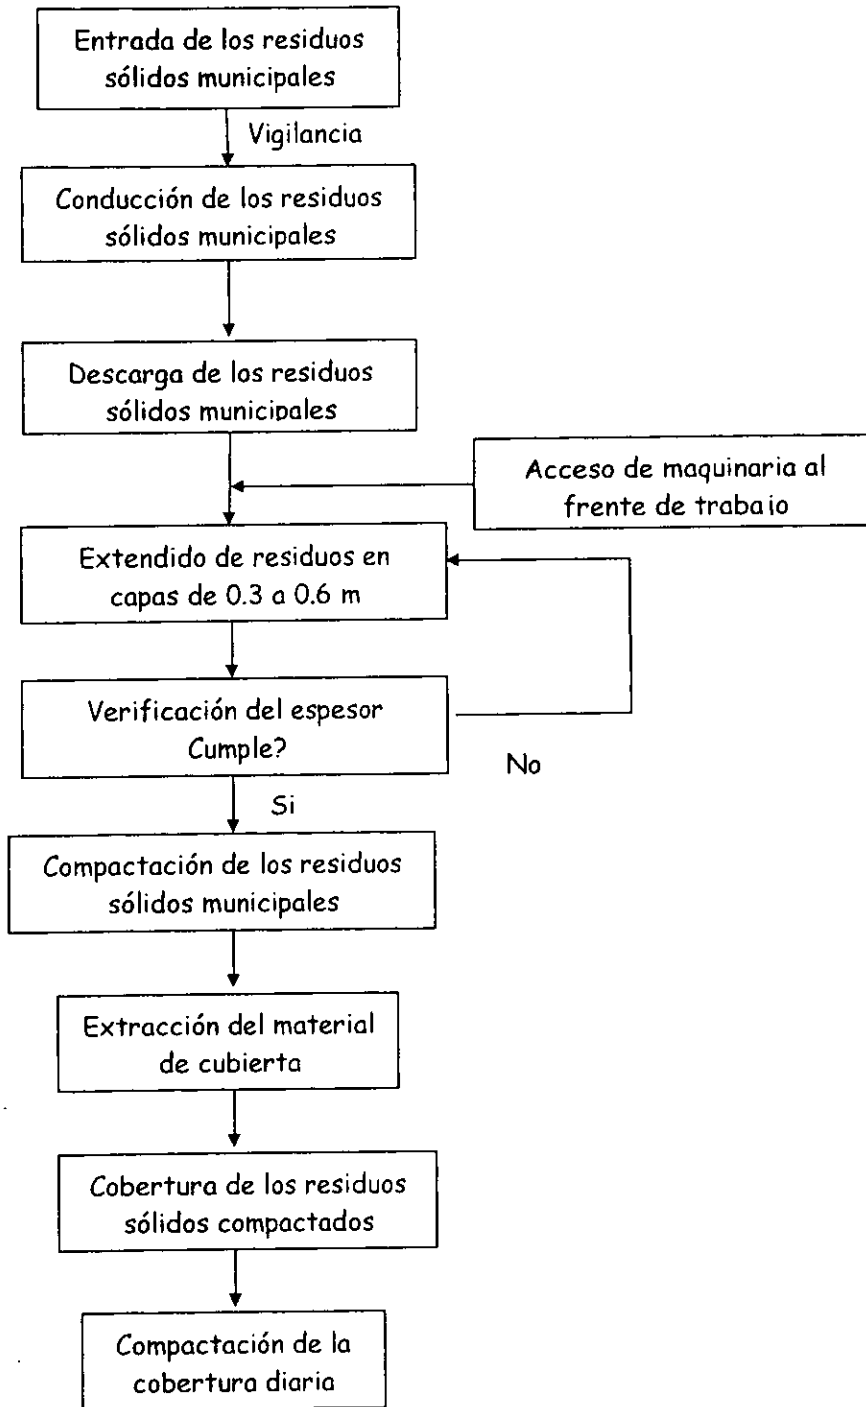 Entrada de los residuos
sólidos municipales
Vigilancia
Conducción de los residuos
sólidos municipales
Descarga de los residuos
sólidos municipales
Acceso de maquinaria al
frente de trabajo
Extendido de residuos en
capas de 0.3 a 0.6 m
Verificación del espesor
Cumple?
No
Si
Compactación de los residuos
sólidos municipales
Extracción del material
de cubierta
Cobertura de los residuos
sólidos compactados
Compactación de la
cobertura diaria